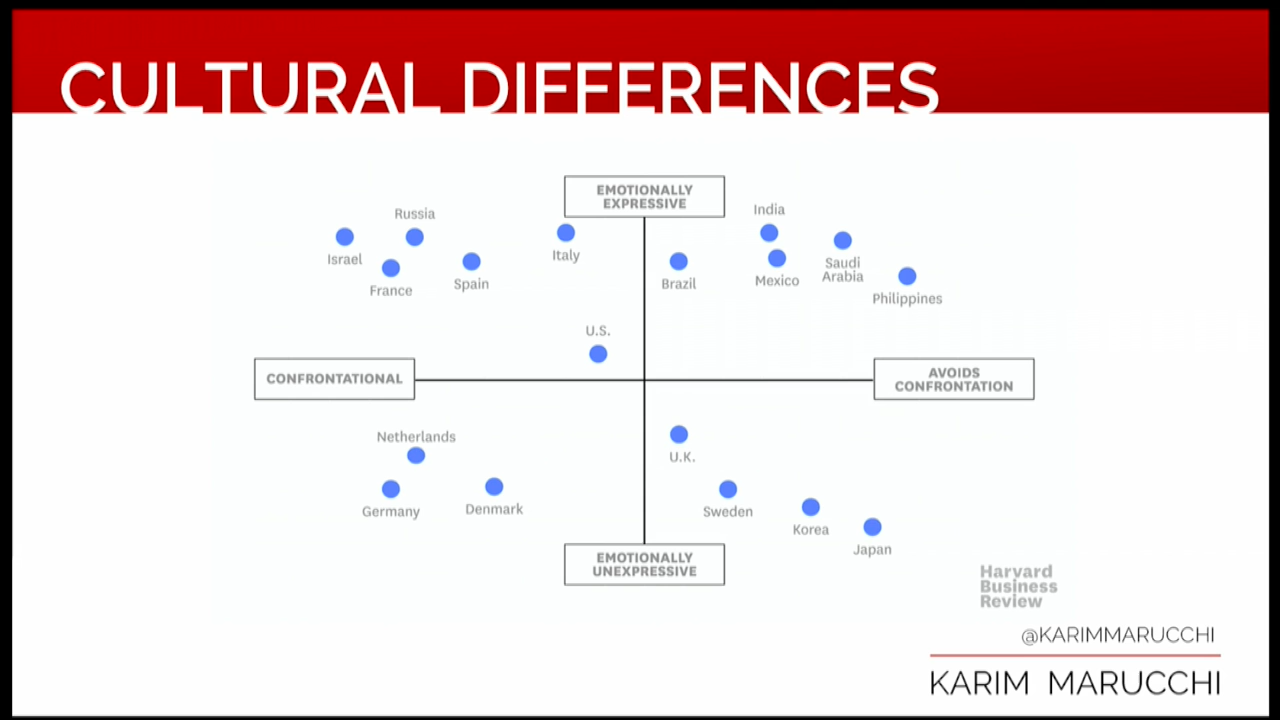 CULTURAL DIFFERENCES
EMOTIONALLY
EXPRESSIVE
Russia
India
Israel
Italy
France
Spain
Brazil
Mexico
Saudi
Arabia
Philippines
U.S.
CONFRONTATIONAL
AVOIDS
CONFRONTATION
Netherlands
U.K.
Germany
Denmark
Sweden
Korea
Japan
EMOTIONALLY
UNEXPRESSIVE
Harvard
Business
Review
@KARIMMARUCCHI
KARIM MARUCCHI